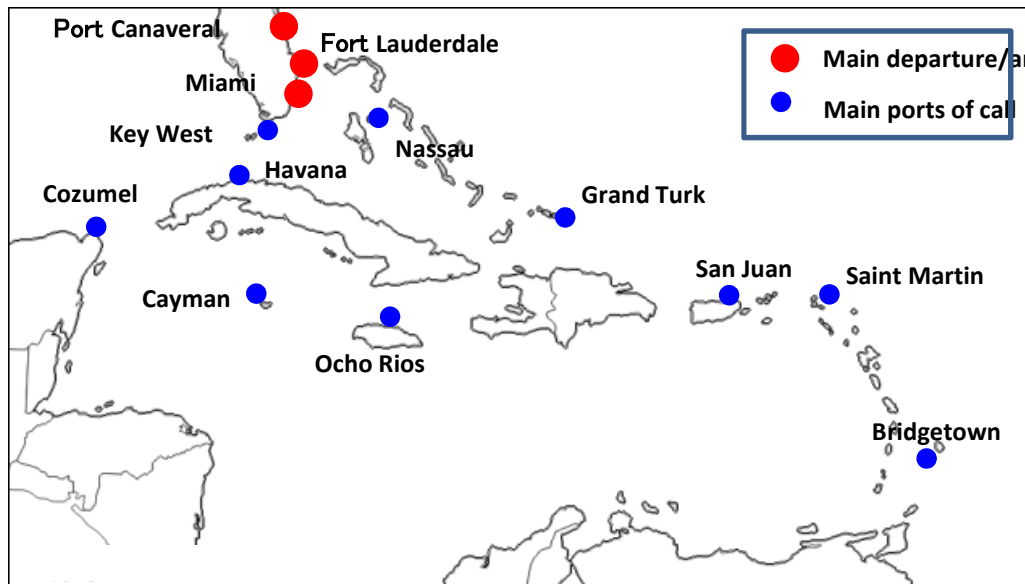 Port Canaveral
Fort Lauderdale
Main departure/ar
Miami
Main ports of call
Key West
Nassau
Havana
Cozumel
Grand Turk
San Juan
Saint Martin
Cayman
Ocho Rios
Bridgetown